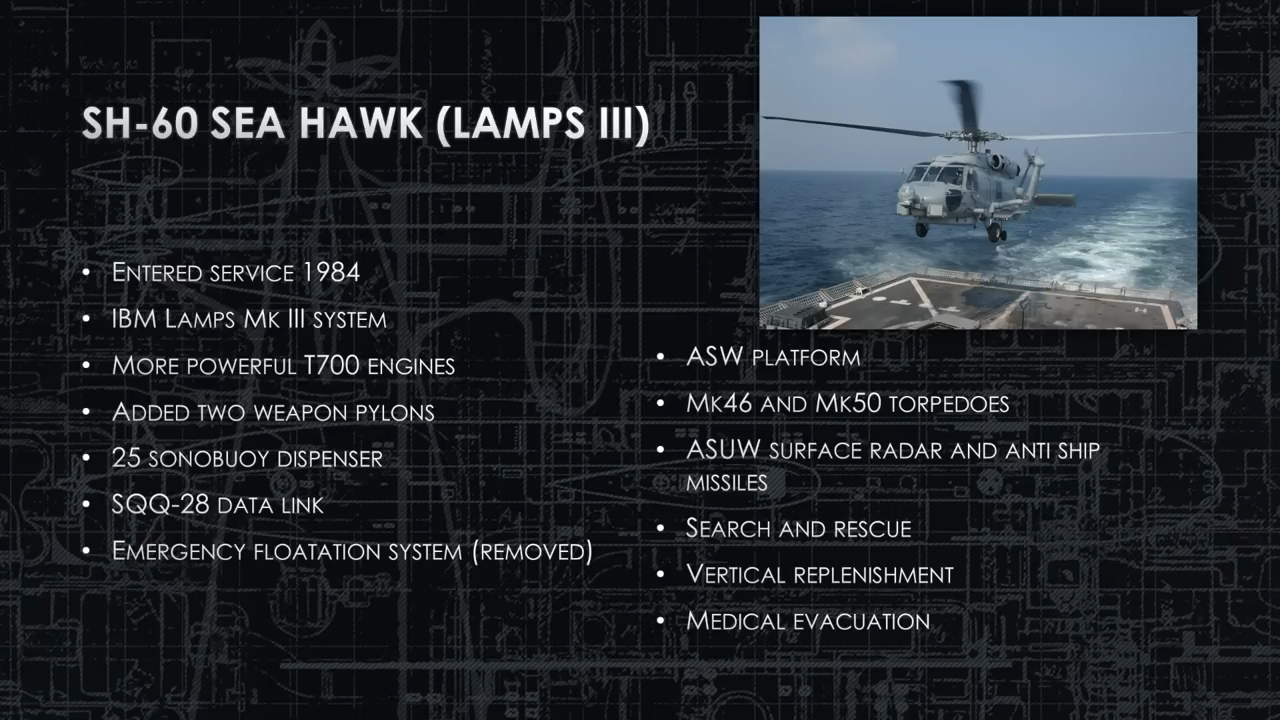 SH-60 SEA HAWK (LAMPS III)
• ENTERED SERVICE 1984
• IBM LAMPS MK III SYSTEM
• MORE POWERFUL T700 ENGINES
• ADDED TWO WEAPON PYLONS
• 25 SONOBUOY DISPENSER
• SQQ-28 DATA LINK
• EMERGENCY FLOATATION SYSTEM (REMOVED)
• ASW PLATFORM
• MK46 AND MK50 TORPEDOES
• ASUW SURFACE RADAR AND ANTI SHIP
MISSILES
• SEARCH AND RESCUE
• VERTICAL REPLENISHMENT
• MEDICAL EVACUATION